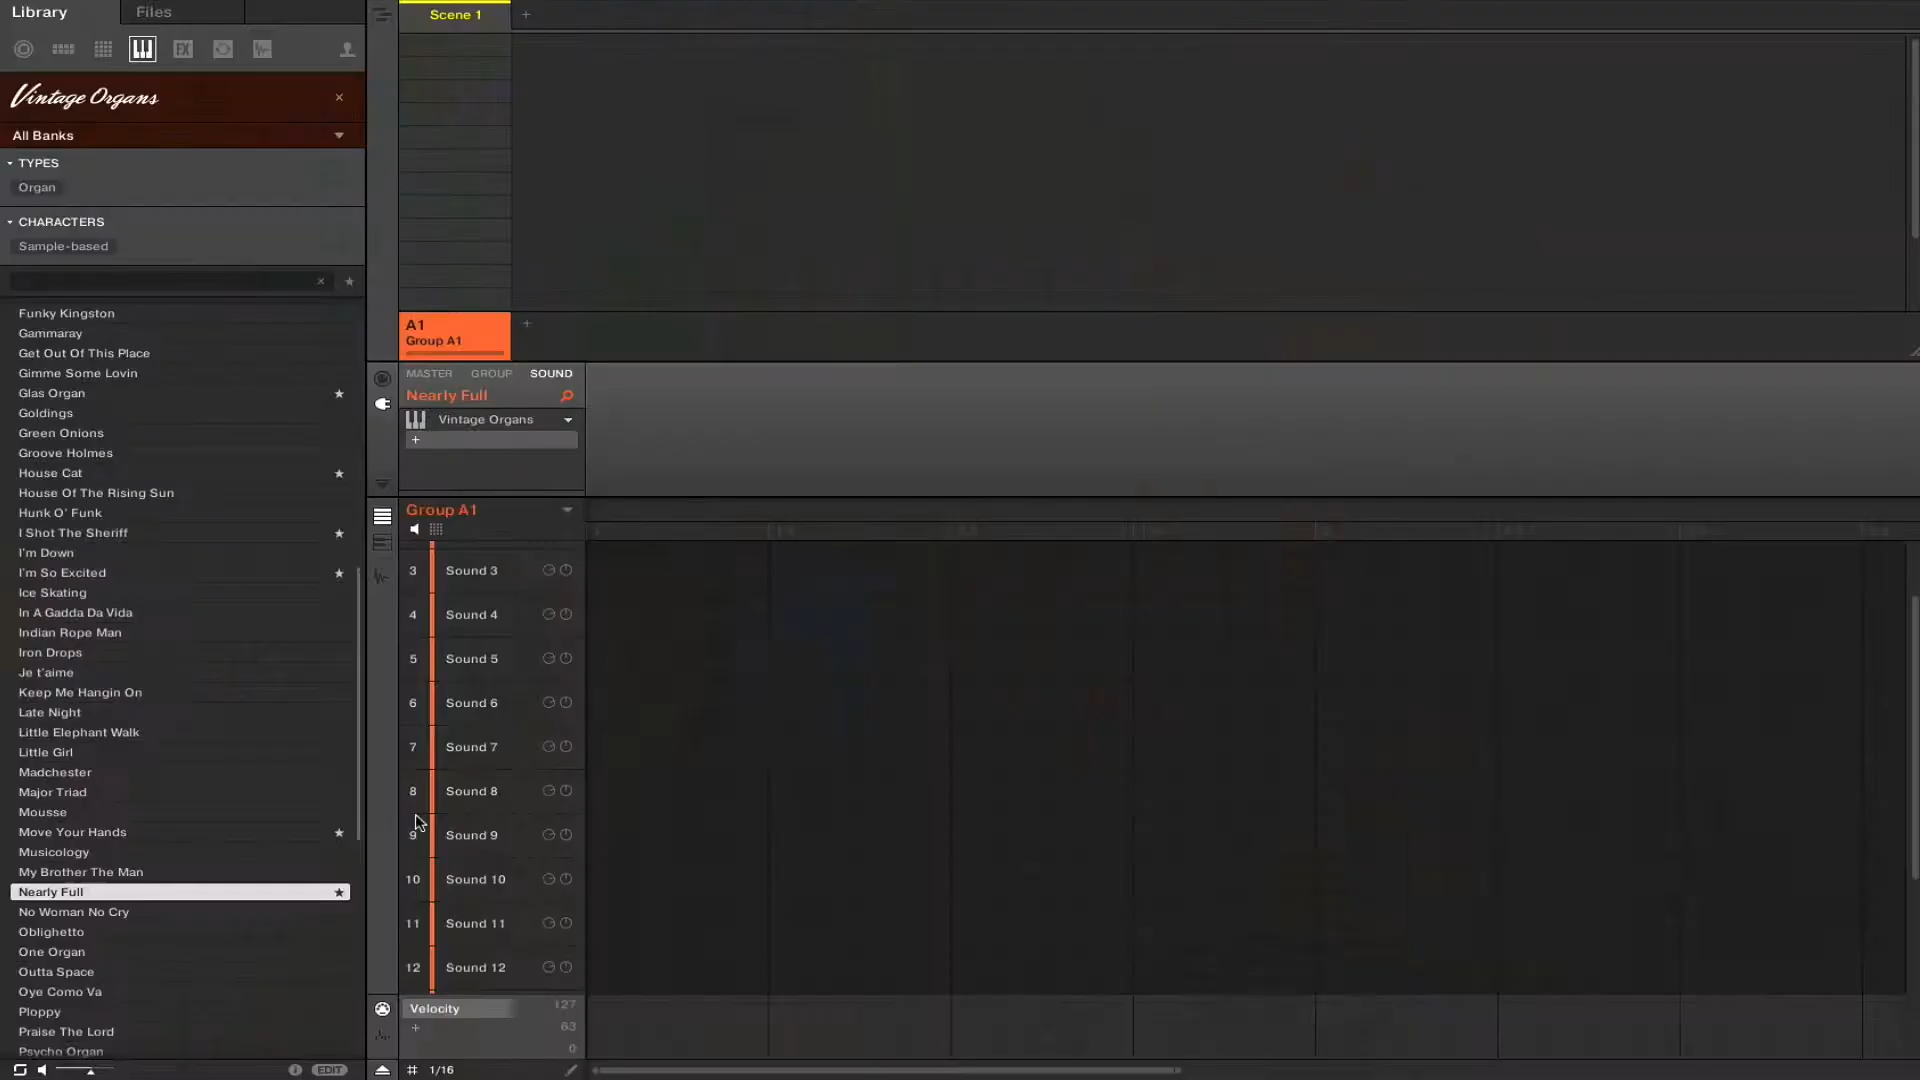 Library
Files
Scene 1
+
FX
Vintage Organs
×
All Banks
TYPES
Organ
CHARACTERS
Sample-based
×
Funky Kingston
Gammaray
Get Out Of This Place
Gimme Some Lovin
Glas Organ
Goldings
Green Onions
Groove Holmes
House Cat
House Of The Rising Sun
Hunk O' Funk
I Shot The Sheriff
I'm Down
I'm So Excited
Ice Skating
In A Gadda Da Vida
Indian Rope Man
Iron Drops
Je t'aime
Keep Me Hangin On
Late Night
Little Elephant Walk
Little Girl
Madchester
Major Triad
Mousse
Move Your Hands
Musicology
My Brother The Man
Nearly Full
No Woman No Cry
Oblighetto
One Organ
Outta Space
Oye Como Va
Ploppy
Praise The Lord
Psycho Organ
EDIT
A1
Group A1
+
MASTER GROUP SOUND
Nearly Full
Vintage Organs
+
Group A1
3 Sound 3
4 Sound 4
5 Sound 5
6 Sound 6
7 Sound 7
8 Sound 8
9 Sound 9
10 Sound 10
11 Sound 11
12 Sound 12
Velocity 127
+ 63
0
1/16